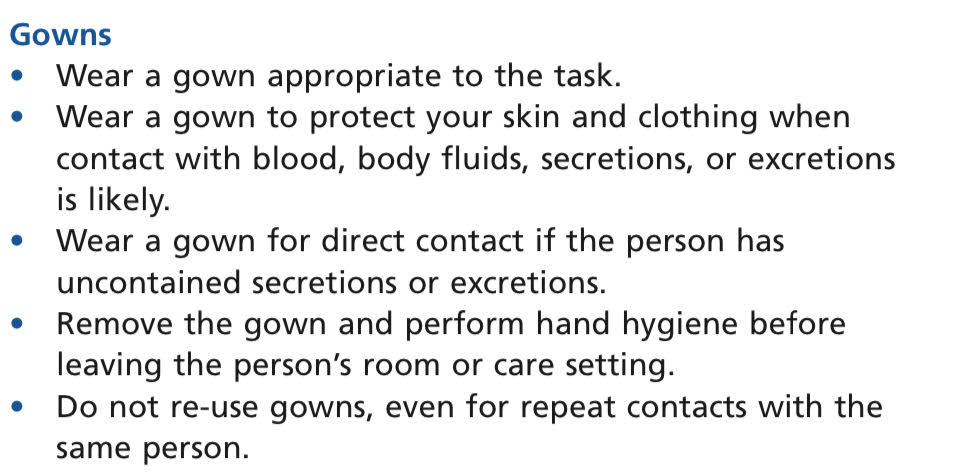 Gowns
• Wear a gown appropriate to the task.
• Wear a gown to protect your skin and clothing when
contact with blood, body fluids, secretions, or excretions
is likely.
• Wear a gown for direct contact if the person has
uncontained secretions or excretions.
• Remove the gown and perform hand hygiene before
leaving the person’s room or care setting.
• Do not re-use gowns, even for repeat contacts with the
same person.